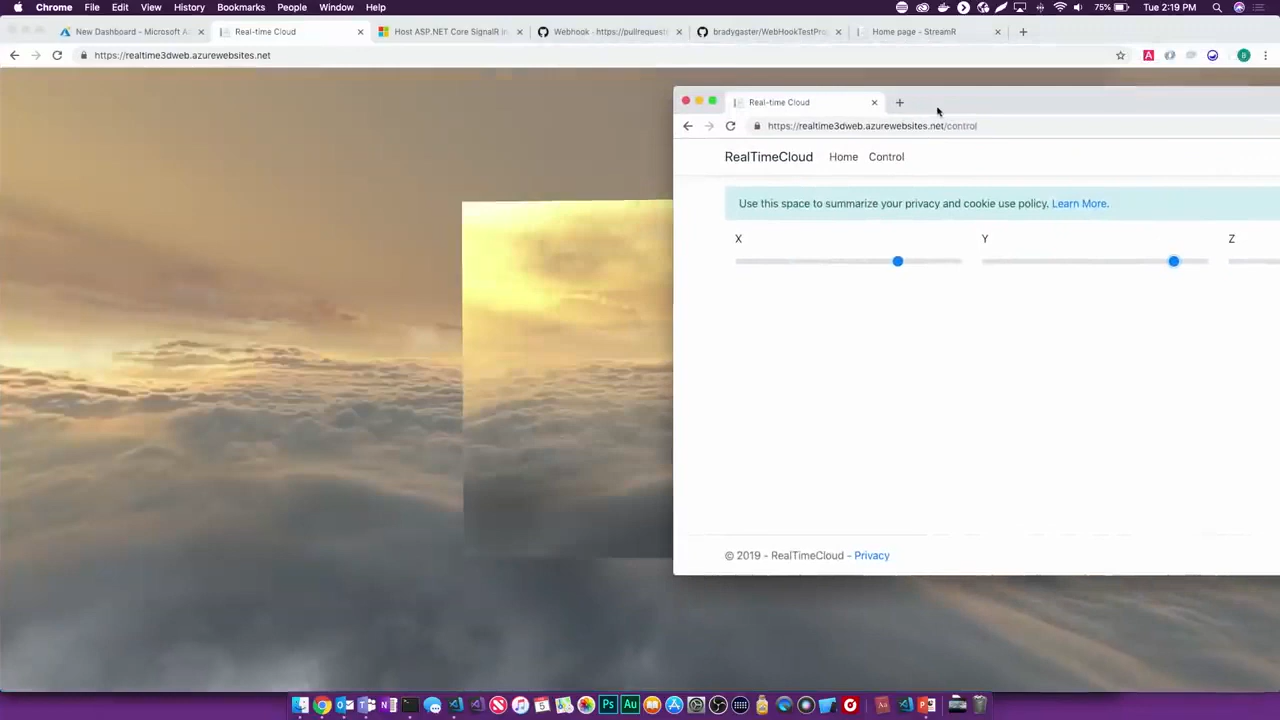 Chrome File Edit View History Bookmarks People Window Help 75% Tue 2:19 PM
New Dashboard - Microsoft A
Real-time Cloud
Host ASP.NET Core SignalR in
Webhook · https://pullrequest
bradygaster/WebHookTestPro
Home page - StreamR
https://realtime3dweb.azurewebsites.net
A
B
Real-time Cloud
https://realtime3dweb.azurewebsites.net/control
RealTimeCloud Home Control
Use this space to summarize your privacy and cookie use policy. Learn More.
X Y Z
© 2019 - RealTimeCloud - Privacy
5 Ps Au